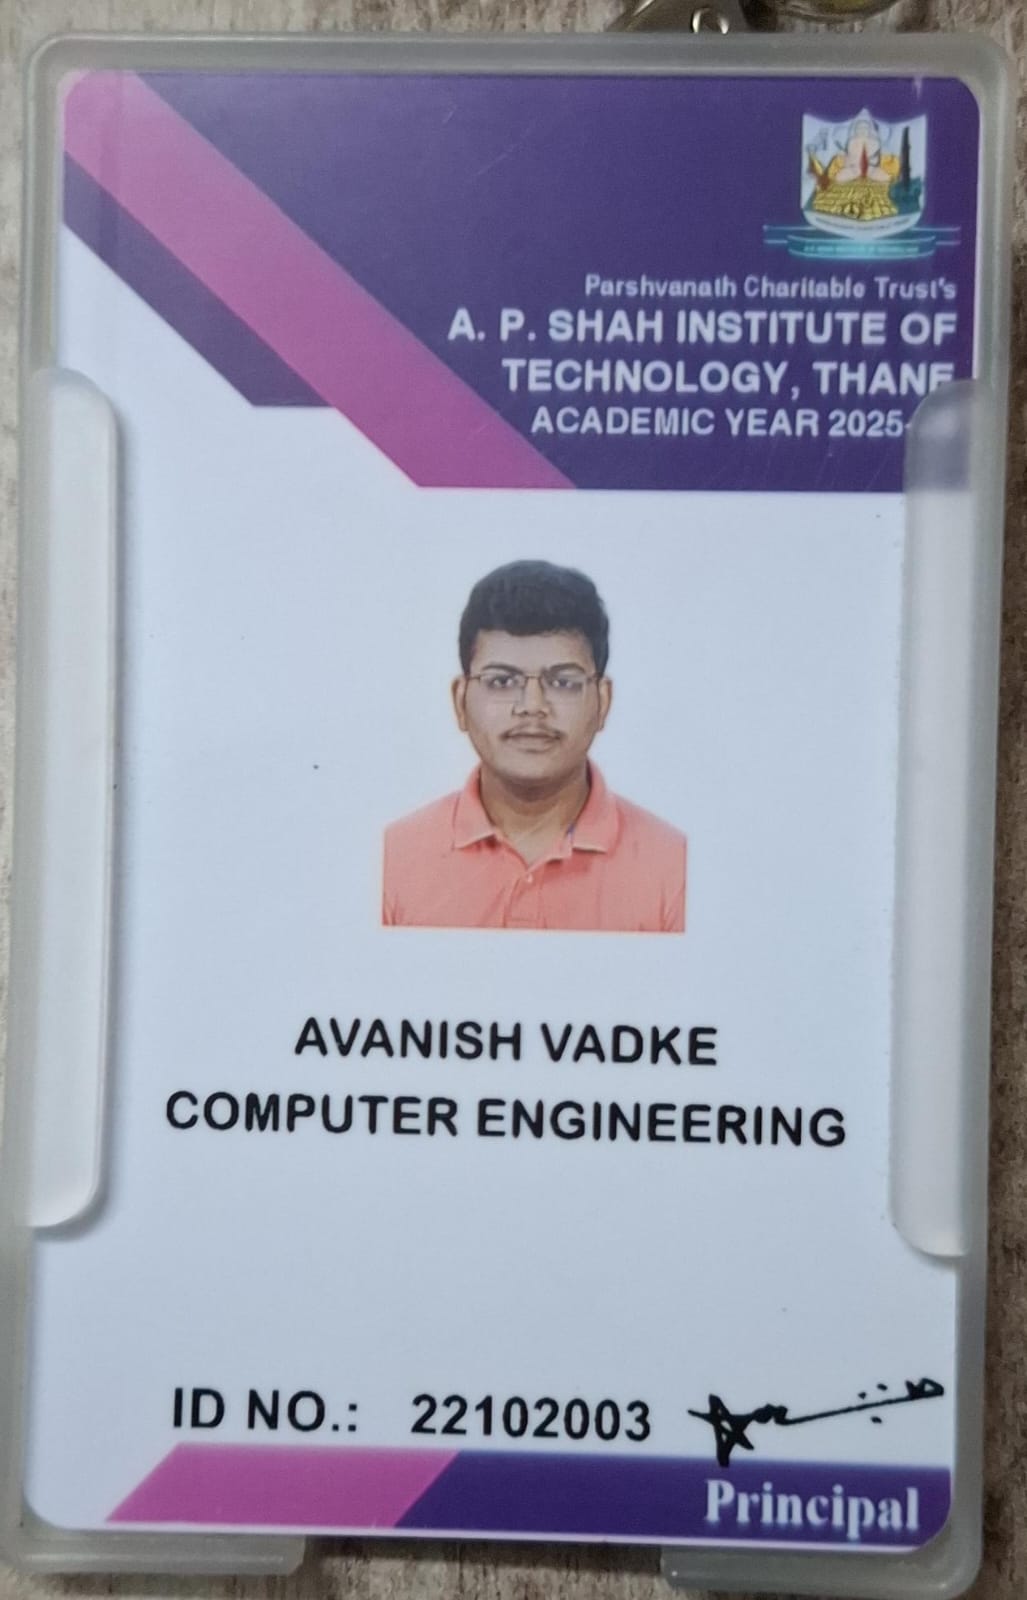 Parshvanath Charitable Trust's
A. P. SHAH INSTITUTE OF
TECHNOLOGY, THANE
ACADEMIC YEAR 2025-
AVANISH VADKE
COMPUTER ENGINEERING
ID NO.: 22102003
Principal